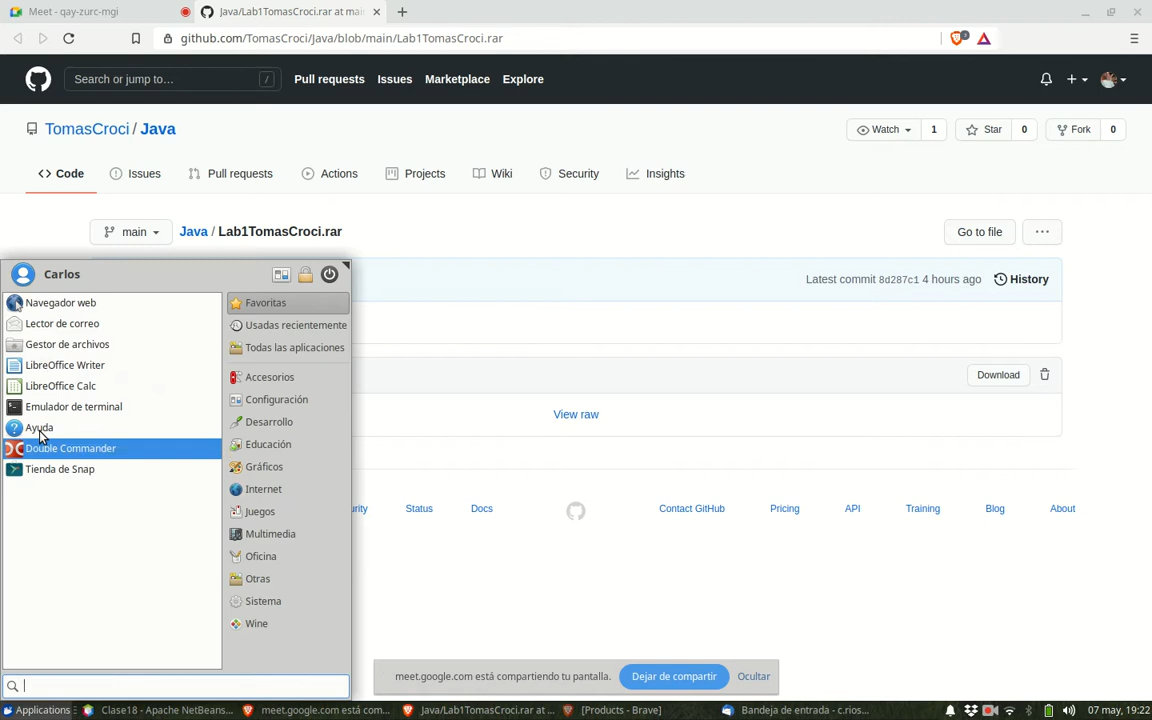 Meet - qay-zurc-mgi
Java/Lab1TomasCroci.rar at mai
github.com/TomasCroci/Java/blob/main/Lab1TomasCroci.rar
Search or jump to…
/
Pull requests
Issues
Marketplace
Explore
TomasCroci / Java
Watch
1
Star
0
Fork
0
Code
Issues
Pull requests
Actions
Projects
Wiki
Security
Insights
main
Java / Lab1TomasCroci.rar
Go to file
Latest commit 8d287c1 4 hours ago
History
Download
View raw
urity
Status
Docs
Contact GitHub
Pricing
API
Training
Blog
About
Carlos
Navegador web
Lector de correo
Gestor de archivos
LibreOffice Writer
LibreOffice Calc
Emulador de terminal
Ayuda
Double Commander
Tienda de Snap
Favoritas
Usadas recientemente
Todas las aplicaciones
Accesorios
Configuración
Desarrollo
Educación
Gráficos
Internet
Juegos
Multimedia
Oficina
Otras
Sistema
Wine
meet.google.com está compartiendo tu pantalla.
Dejar de compartir
Ocultar
Applications
Clase18 - Apache NetBeans...
meet.google.com está com...
Java/Lab1TomasCroci.rar at ...
[Products - Brave]
Bandeja de entrada - c.rios...
07 may, 19:22